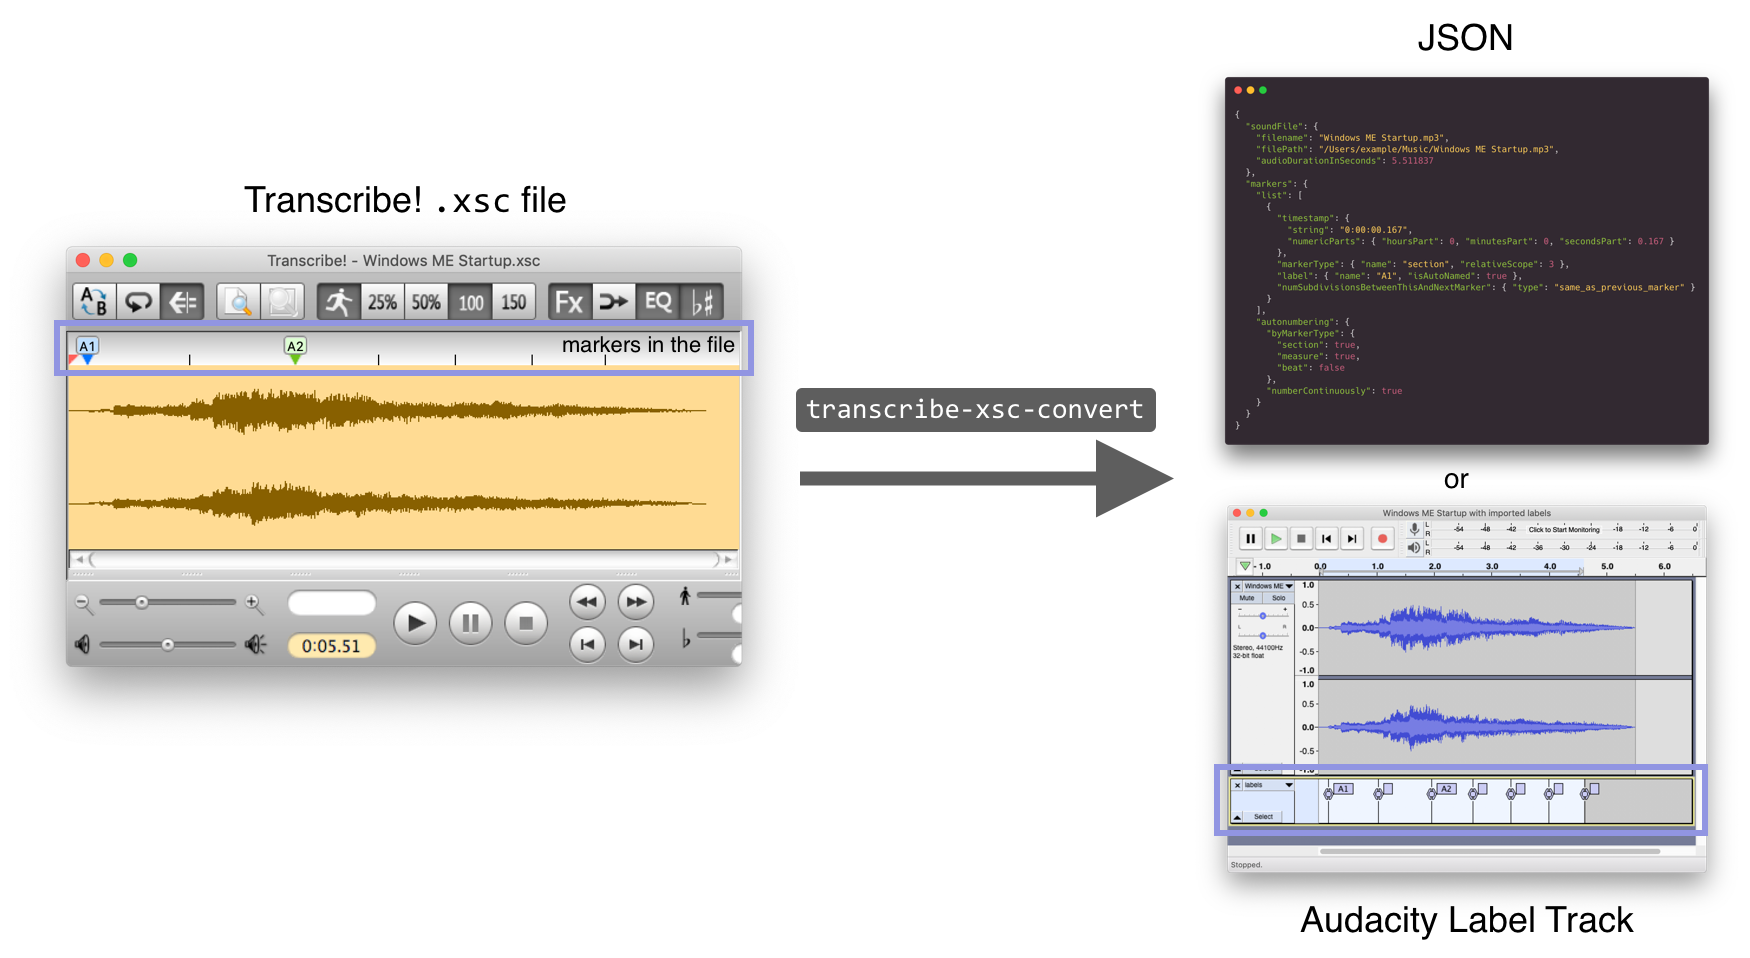 Transcribe! .xsc file
Transcribe! - Windows ME Startup.xsc
A B 25% 50% 100 150 Fx EQ ♭♯
A1 A2 markers in the file
0:05.51
♭
transcribe-xsc-convert
JSON
{
"soundFile": {
"filename": "Windows ME Startup.mp3",
"filePath": "/Users/example/Music/Windows ME Startup.mp3",
"audioDurationInSeconds": 5.511837
},
"markers": {
"list": [
{
"timestamp": {
"string": "0:00:00.167",
"numericParts": { "hoursPart": 0, "minutesPart": 0, "secondsPart": 0.167 }
},
"markerType": { "name": "section", "relativeScope": 3 },
"label": { "name": "A1", "isAutoNamed": true },
"numSubdivisionsBetweenThisAndNextMarker": { "type": "same_as_previous_marker" }
}
],
"autonumbering": {
"byMarkerType": {
"section": true,
"measure": true,
"beat": false
},
"numberContinuously": true
}
}
}
or
Windows ME Startup with imported labels
L R -54 -48 -42 Click to Start Monitoring -18 -12 -6 0
L R -54 -48 -42 -36 -30 -24 -18 -12 -6 0
-1.0 0.0 1.0 2.0 3.0 4.0 5.0 6.0
Windows ME
Mute Solo
- +
L R
Stereo, 44100Hz
32-bit float
1.0
0.5
0.0
-0.5
-1.0
1.0
0.5
0.0
-0.5
-1.0
labels
Select
A1 A2
Stopped.
Audacity Label Track